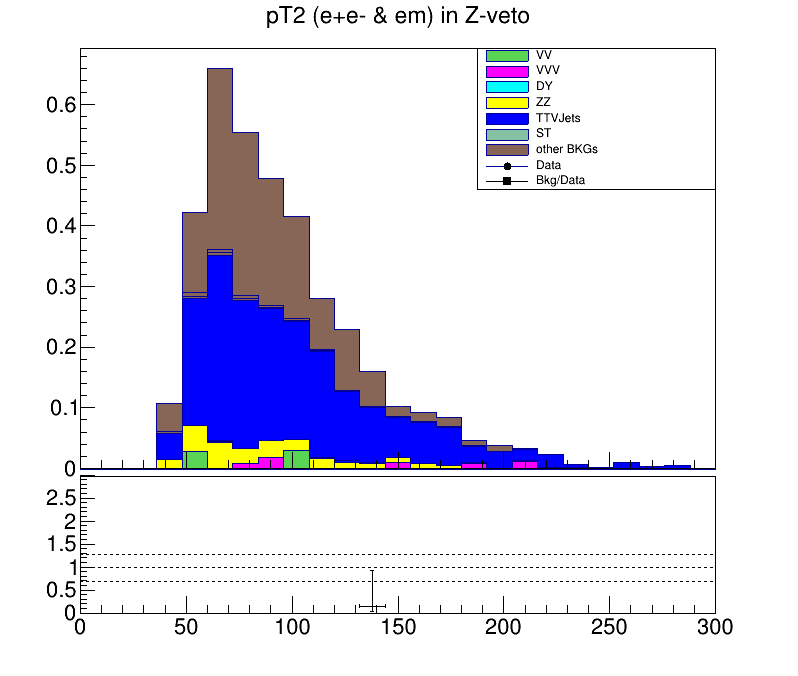 pT2 (e+e- & em) in Z-veto
VV
VVV
DY
ZZ
TTVJets
ST
other BKGs
Data
Bkg/Data
0.6
0.5
0.4
0.3
0.2
0.1
0
2.5
2
1.5
1
0.5
0
0 50 100 150 200 250 300